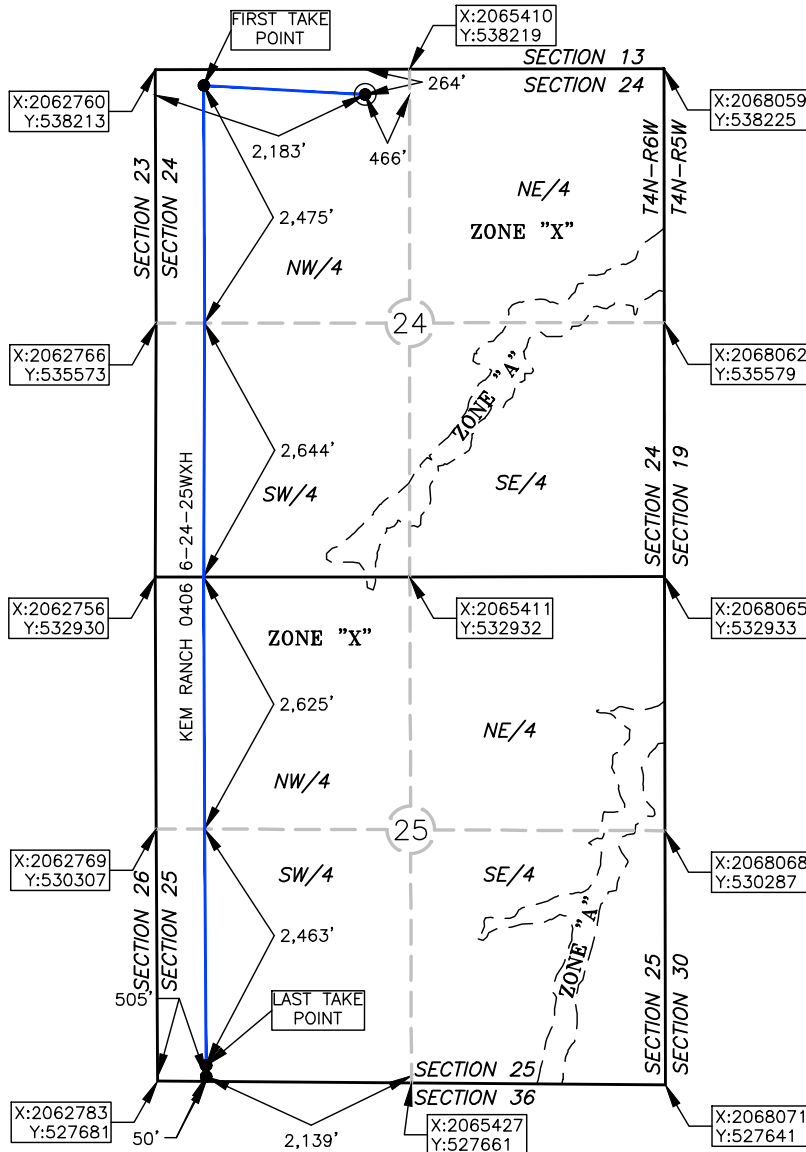 FIRST TAKE
POINT
X:2065410
Y:538219
SECTION 13
SECTION 24
X:2062760
Y:538213
264'
X:2068059
Y:538225
2,183'
466'
SECTION 23
SECTION 24
T4N-R6W
T4N-R5W
NE/4
2,475'
ZONE "X"
NW/4
24
X:2062766
Y:535573
X:2068062
Y:535579
ZONE "A"
2,644'
SW/4
SE/4
KEM RANCH 0406 6-24-25WXH
SECTION 24
SECTION 19
X:2062756
Y:532930
X:2065411
Y:532932
X:2068065
Y:532933
ZONE "X"
2,625'
NE/4
NW/4
25
X:2062769
Y:530307
X:2068068
Y:530287
SW/4
SE/4
SECTION 26
SECTION 25
2,463'
ZONE "A"
SECTION 25
SECTION 30
505'
LAST TAKE
POINT
SECTION 25
SECTION 36
X:2062783
Y:527681
50'
2,139'
X:2065427
Y:527661
X:2068071
Y:527641